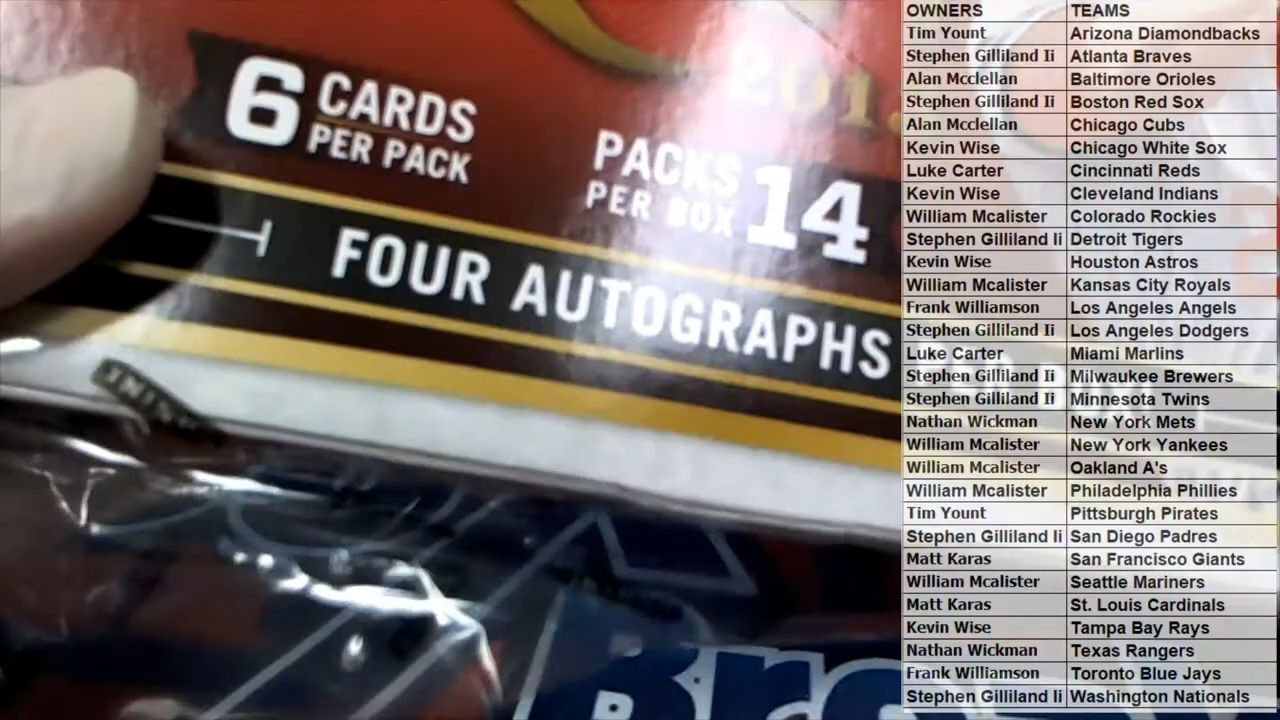 201
6 CARDS
PER PACK
PACKS
PER BOX 14
FOUR AUTOGRAPHS
Bro
OWNERS TEAMS
Tim Yount Arizona Diamondbacks
Stephen Gilliland Ii Atlanta Braves
Alan Mcclellan Baltimore Orioles
Stephen Gilliland Ii Boston Red Sox
Alan Mcclellan Chicago Cubs
Kevin Wise Chicago White Sox
Luke Carter Cincinnati Reds
Kevin Wise Cleveland Indians
William Mcalister Colorado Rockies
Stephen Gilliland Ii Detroit Tigers
Kevin Wise Houston Astros
William Mcalister Kansas City Royals
Frank Williamson Los Angeles Angels
Stephen Gilliland Ii Los Angeles Dodgers
Luke Carter Miami Marlins
Stephen Gilliland Ii Milwaukee Brewers
Stephen Gilliland Ii Minnesota Twins
Nathan Wickman New York Mets
William Mcalister New York Yankees
William Mcalister Oakland A's
William Mcalister Philadelphia Phillies
Tim Yount Pittsburgh Pirates
Stephen Gilliland Ii San Diego Padres
Matt Karas San Francisco Giants
William Mcalister Seattle Mariners
Matt Karas St. Louis Cardinals
Kevin Wise Tampa Bay Rays
Nathan Wickman Texas Rangers
Frank Williamson Toronto Blue Jays
Stephen Gilliland Ii Washington Nationals